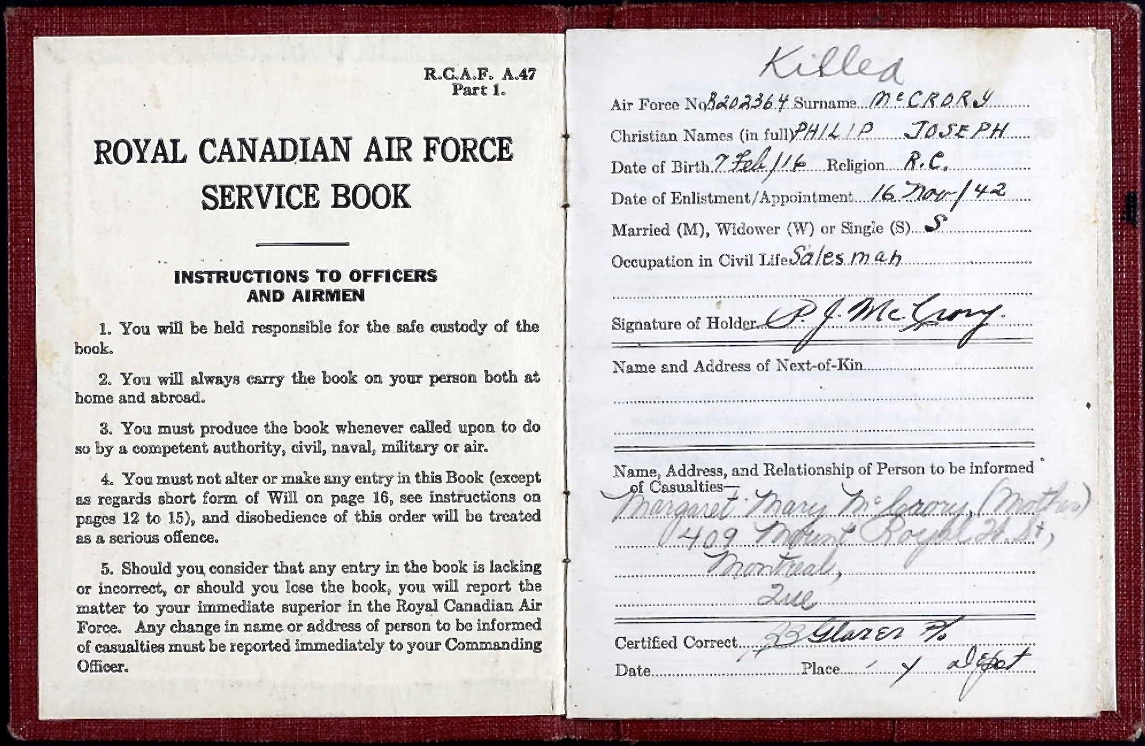 R.C.A.F. A.47
Part 1.
ROYAL CANADIAN AIR FORCE
SERVICE BOOK
INSTRUCTIONS TO OFFICERS
AND AIRMEN
1. You will be held responsible for the safe custody of the
book.
2. You will always carry the book on your person both at
home and abroad.
3. You must produce the book whenever called upon to do
so by a competent authority, civil, naval, military or air.
4. You must not alter or make any entry in this Book (except
as regards short form of Will on page 16, see instructions on
pages 12 to 15), and disobedience of this order will be treated
as a serious offence.
5. Should you consider that any entry in the book is lacking
or incorrect, or should you lose the book, you will report the
matter to your immediate superior in the Royal Canadian Air
Force. Any change in name or address of person to be informed
of casualties must be reported immediately to your Commanding
Officer.
Killed
Air Force No. R202364 Surname McCRORY
Christian Names (in full) PHILIP JOSEPH
Date of Birth 7 Feb/16 Religion R.C.
Date of Enlistment/Appointment 16 Nov/42
Married (M), Widower (W) or Single (S) S
Occupation in Civil Life Salesman
Signature of Holder P.J. McCrory
Name and Address of Next-of-Kin
Name, Address, and Relationship of Person to be informed
of Casualties—
Margaret Mary McCrory, (Mother)
1409 Mount Royal St,
Montreal,
Que
Certified Correct Glazer
Date Place